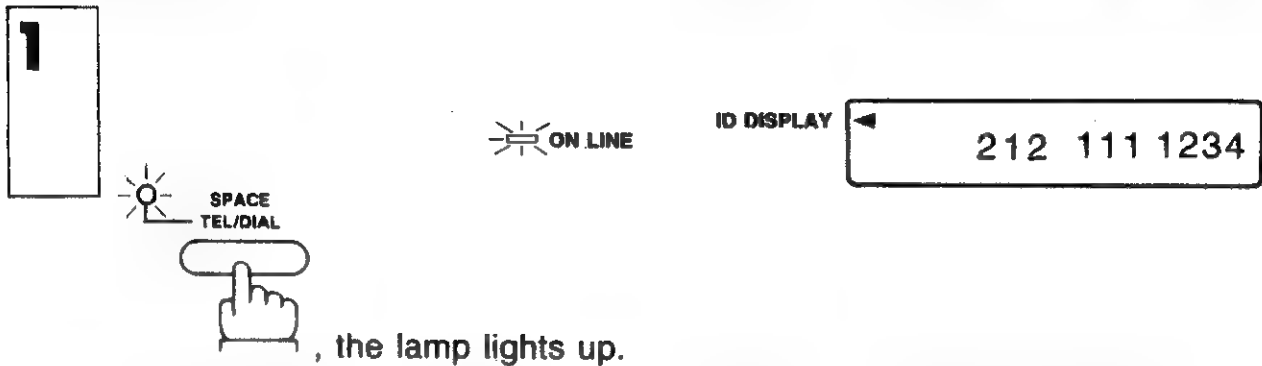 1
ON LINE
ID DISPLAY ◄
212 111 1234
SPACE
TEL/DIAL
, the lamp lights up.